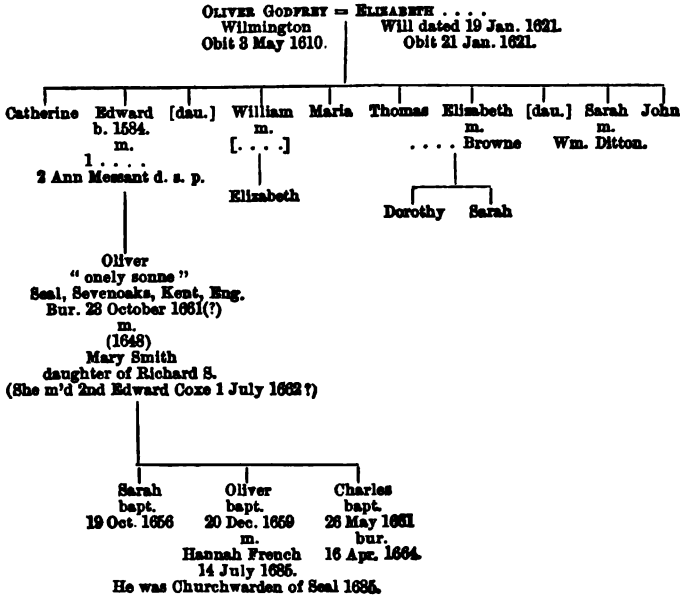 OLIVER GODFREY = ELIZABETH . . . .
Wilmington Will dated 19 Jan. 1621.
Obit 3 May 1610. Obit 21 Jan. 1621.
Catherine Edward [dau.] William Maria Thomas Elizabeth [dau.] Sarah John
b. 1584. m. m. m.
m. [. . . .] . . . . Browne Wm. Ditton.
1 . . . .
2 Ann Messant d. s. p.
Elizabeth
Dorothy Sarah
Oliver
“ onely sonne ”
Seal, Sevenoaks, Kent, Eng.
Bur. 23 October 1661(?)
m.
(1648)
Mary Smith
daughter of Richard S.
(She m'd 2nd Edward Coxe 1 July 1662?)
Sarah Oliver Charles
bapt. bapt. bapt.
19 Oct. 1656 20 Dec. 1659 26 May 1661
m. bur.
Hannah French 16 Apr. 1664.
14 July 1685.
He was Churchwarden of Seal 1685.